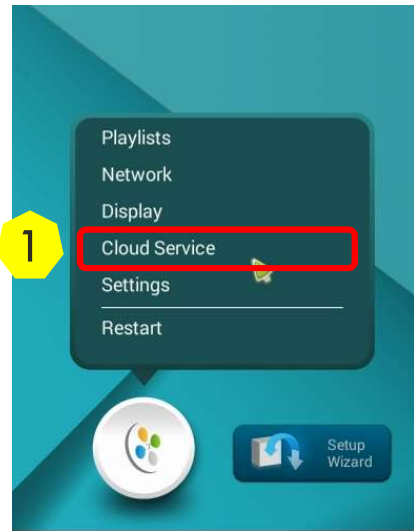 Playlists
Network
Display
1
Cloud Service
Settings
Restart
Setup
Wizard